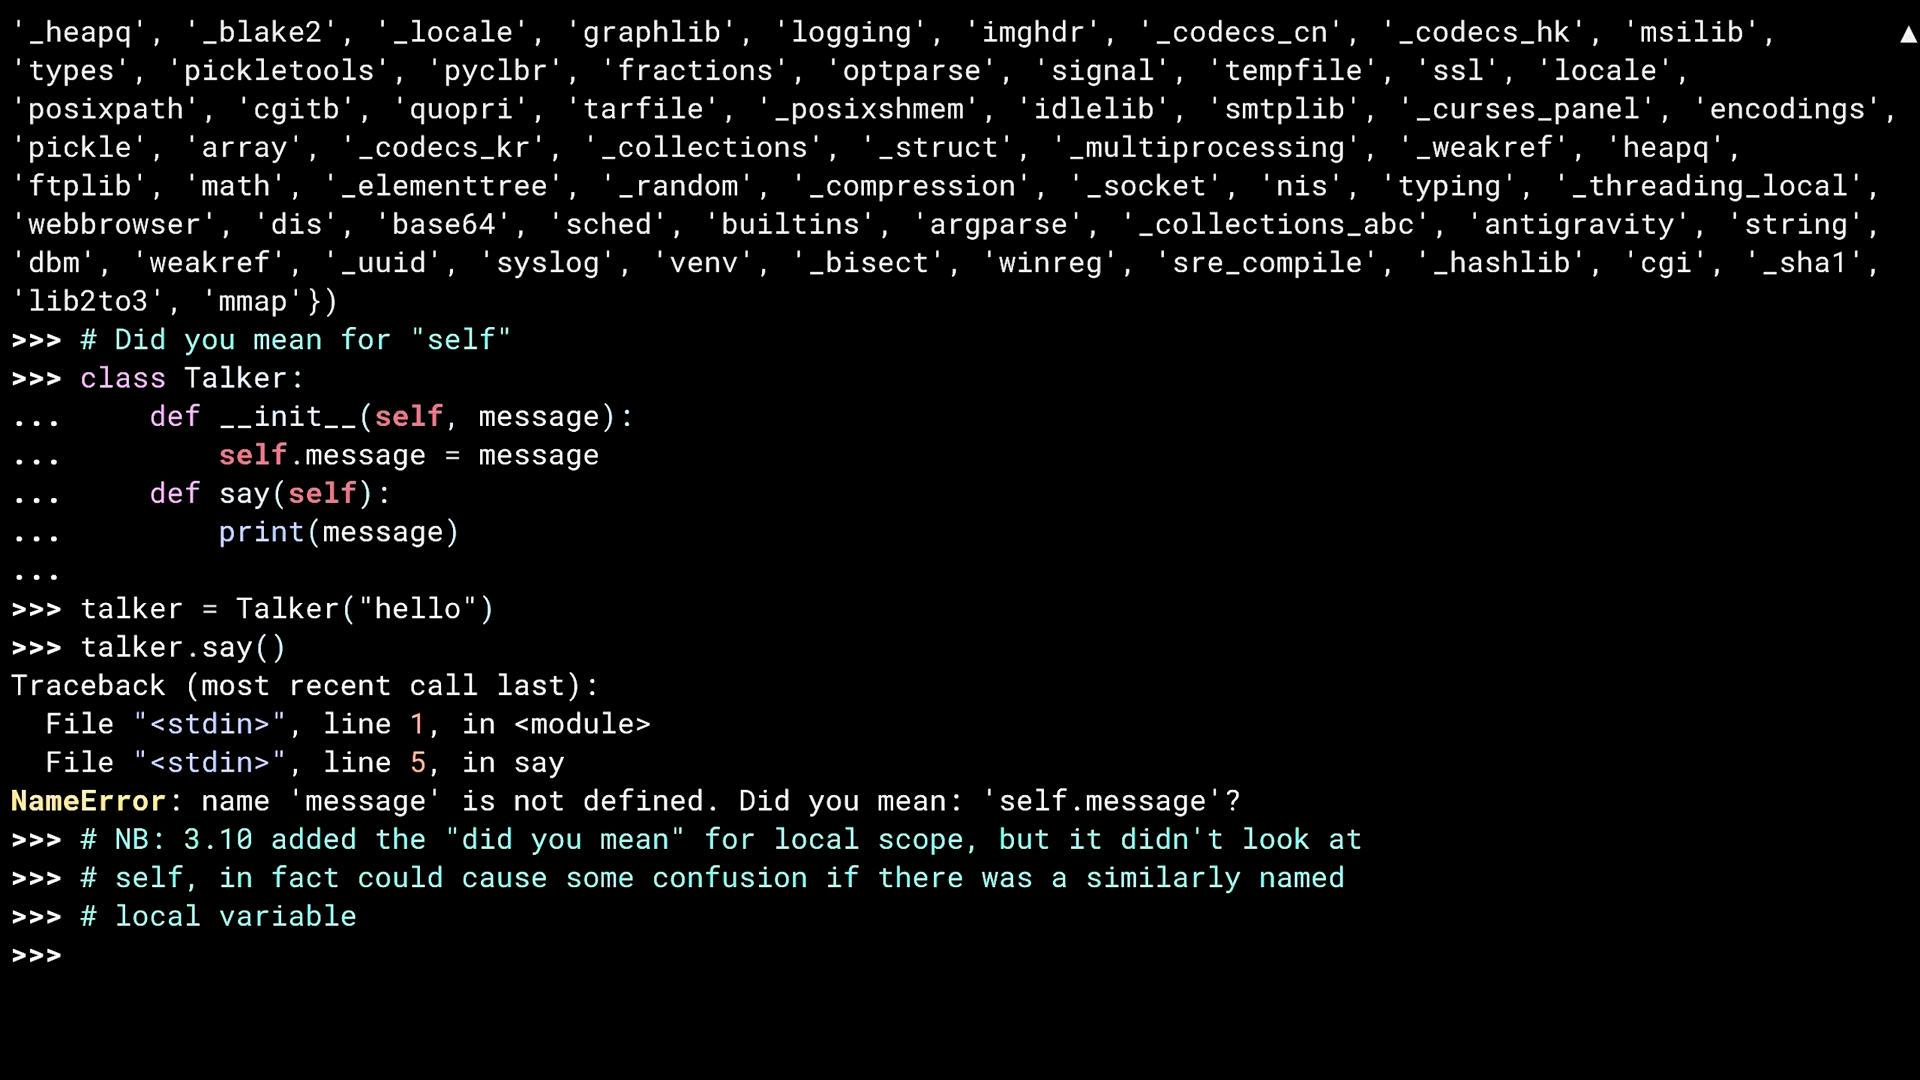 '_heapq', '_blake2', '_locale', 'graphlib', 'logging', 'imghdr', '_codecs_cn', '_codecs_hk', 'msilib',
'types', 'pickletools', 'pyclbr', 'fractions', 'optparse', 'signal', 'tempfile', 'ssl', 'locale',
'posixpath', 'cgitb', 'quopri', 'tarfile', '_posixshmem', 'idlelib', 'smtplib', '_curses_panel', 'encodings',
'pickle', 'array', '_codecs_kr', '_collections', '_struct', '_multiprocessing', '_weakref', 'heapq',
'ftplib', 'math', '_elementtree', '_random', '_compression', '_socket', 'nis', 'typing', '_threading_local',
'webbrowser', 'dis', 'base64', 'sched', 'builtins', 'argparse', '_collections_abc', 'antigravity', 'string',
'dbm', 'weakref', '_uuid', 'syslog', 'venv', '_bisect', 'winreg', 'sre_compile', '_hashlib', 'cgi', '_sha1',
'lib2to3', 'mmap'})
>>> # Did you mean for "self"
>>> class Talker:
...     def __init__(self, message):
...         self.message = message
...     def say(self):
...         print(message)
...
>>> talker = Talker("hello")
>>> talker.say()
Traceback (most recent call last):
  File "<stdin>", line 1, in <module>
  File "<stdin>", line 5, in say
NameError: name 'message' is not defined. Did you mean: 'self.message'?
>>> # NB: 3.10 added the "did you mean" for local scope, but it didn't look at
>>> # self, in fact could cause some confusion if there was a similarly named
>>> # local variable
>>>